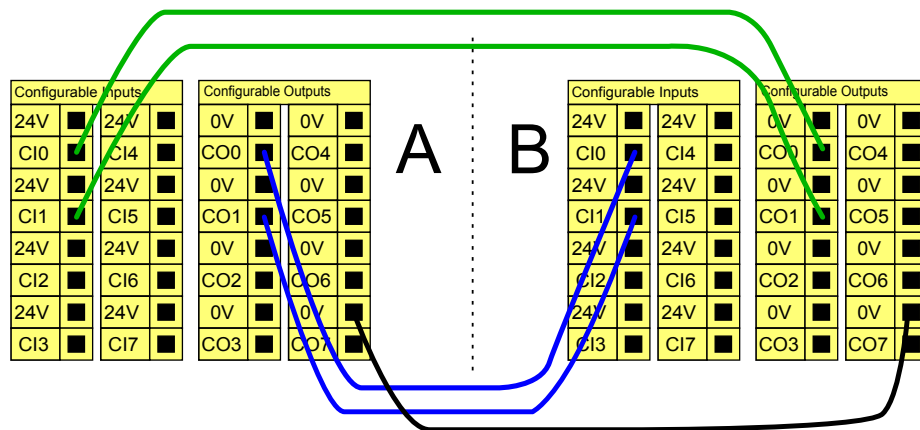 Configurable Inputs
24V 24V
CI0 CI4
24V 24V
CI1 CI5
24V 24V
CI2 CI6
24V 24V
CI3 CI7
Configurable Outputs
0V 0V
CO0 CO4
0V 0V
CO1 CO5
0V 0V
CO2 CO6
0V 0V
CO3 CO7
A
B
Configurable Inputs
24V 24V
CI0 CI4
24V 24V
CI1 CI5
24V 24V
CI2 CI6
24V 24V
CI3 CI7
Configurable Outputs
0V 0V
CO0 CO4
0V 0V
CO1 CO5
0V 0V
CO2 CO6
0V 0V
CO3 CO7